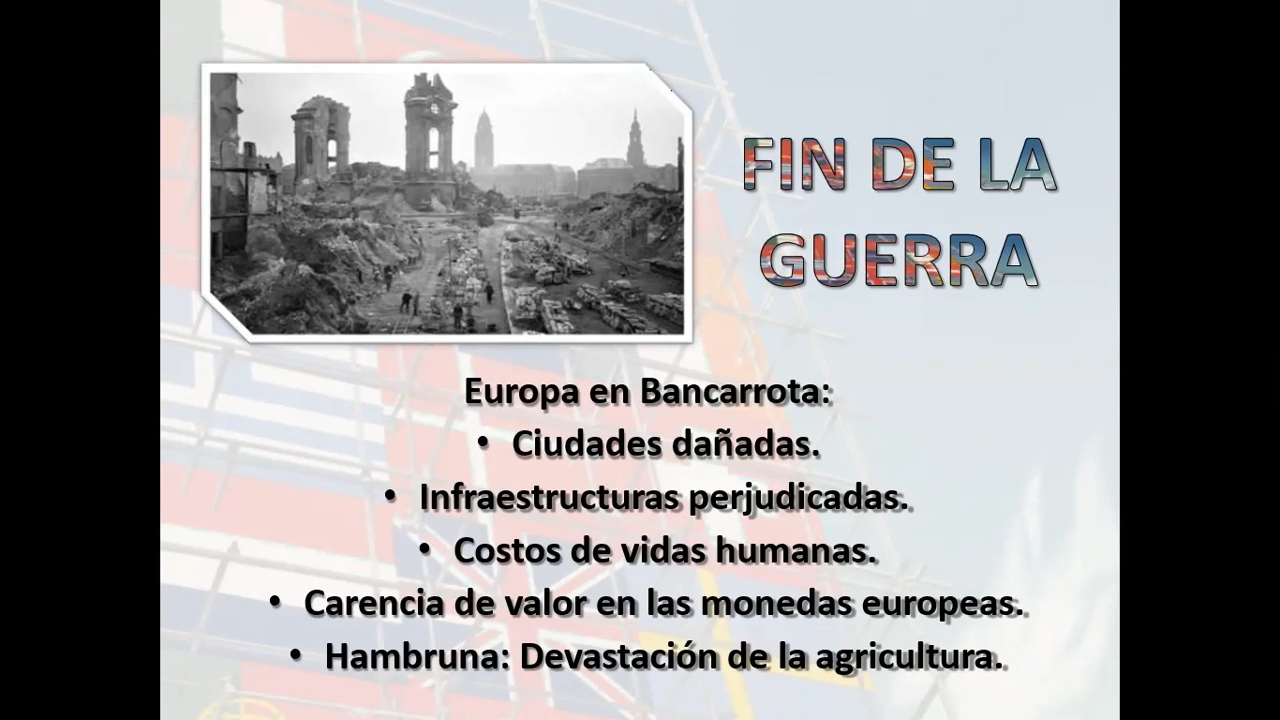 FIN DE LA
GUERRA
Europa en Bancarrota:
• Ciudades dañadas.
• Infraestructuras perjudicadas.
• Costos de vidas humanas.
• Carencia de valor en las monedas europeas.
• Hambruna: Devastación de la agricultura.